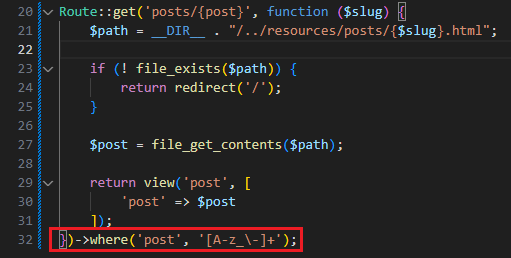 20 Route::get('posts/{post}', function ($slug) {
21     $path = __DIR__ . "/../resources/posts/{$slug}.html";
22
23     if (! file_exists($path)) {
24         return redirect('/');
25     }
26
27     $post = file_get_contents($path);
28
29     return view('post', [
30         'post' => $post
31     ]);
32 })->where('post', '[A-z_\-]+');